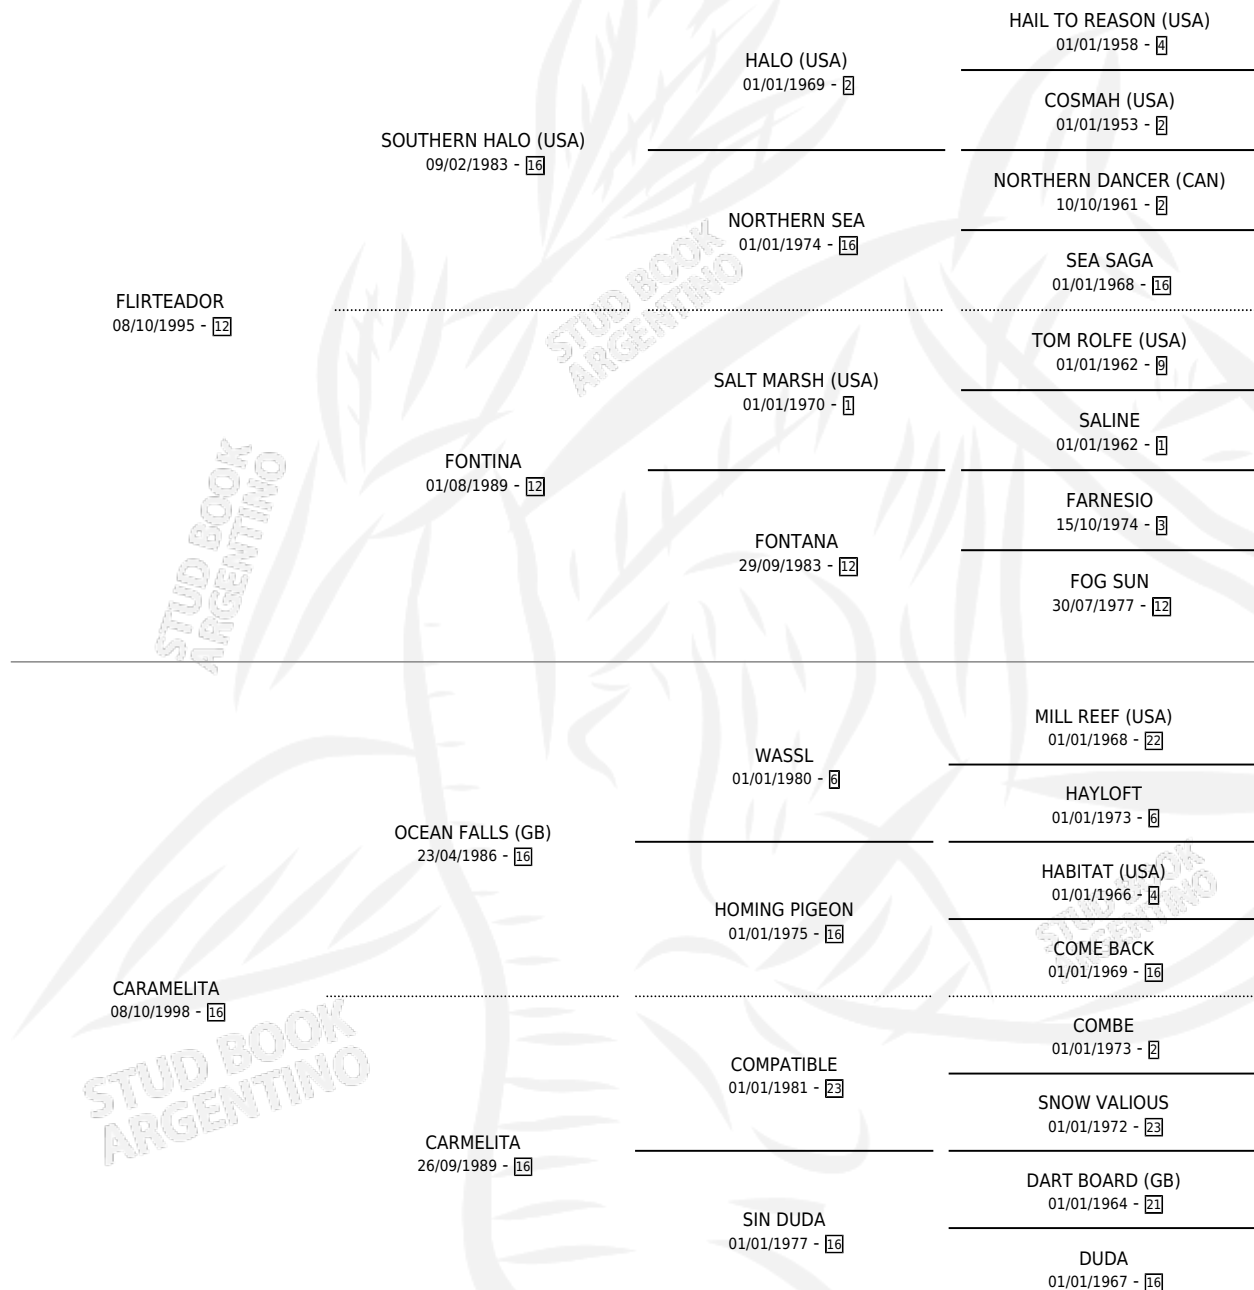 HAIL TO REASON (USA)
01/01/1958 - 4
HALO (USA)
01/01/1969 - 2
COSMAH (USA)
01/01/1953 - 2
SOUTHERN HALO (USA)
09/02/1983 - 16
NORTHERN DANCER (CAN)
10/10/1961 - 2
NORTHERN SEA
01/01/1974 - 16
SEA SAGA
01/01/1968 - 16
FLIRTEADOR
08/10/1995 - 12
STUD BOOK
ARGENTINO
TOM ROLFE (USA)
01/01/1962 - 9
SALT MARSH (USA)
01/01/1970 - 1
SALINE
01/01/1962 - 1
FONTINA
01/08/1989 - 12
FARNESIO
15/10/1974 - 3
FONTANA
29/09/1983 - 12
FOG SUN
30/07/1977 - 12
STUD BOOK
ARGENTINO
MILL REEF (USA)
01/01/1968 - 22
WASSL
01/01/1980 - 6
HAYLOFT
01/01/1973 - 6
OCEAN FALLS (GB)
23/04/1986 - 16
HABITAT (USA)
01/01/1966 - 4
HOMING PIGEON
01/01/1975 - 16
COME BACK
01/01/1969 - 16
STUD BOOK
ARGENTINO
CARAMELITA
08/10/1998 - 16
COMBE
01/01/1973 - 2
COMPATIBLE
01/01/1981 - 23
SNOW VALIOUS
01/01/1972 - 23
STUD BOOK
ARGENTINO
CARMELITA
26/09/1989 - 16
DART BOARD (GB)
01/01/1964 - 21
SIN DUDA
01/01/1977 - 16
DUDA
01/01/1967 - 16